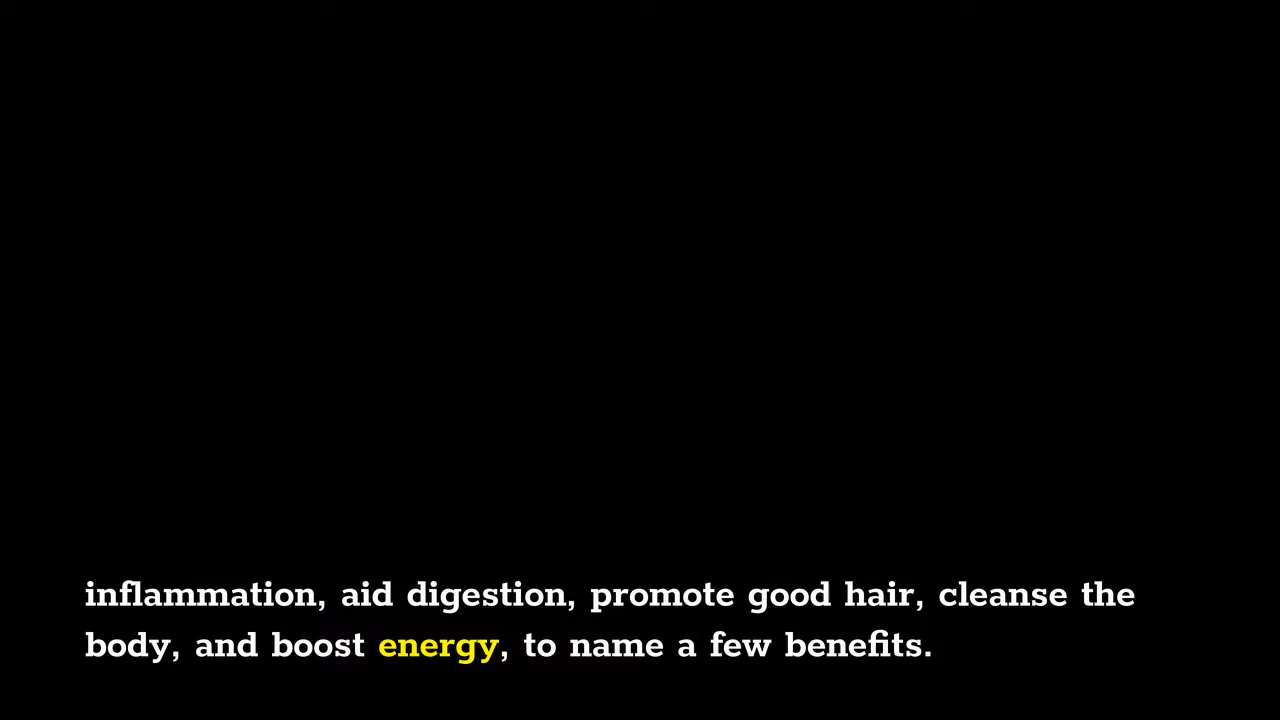 inflammation, aid digestion, promote good hair, cleanse the
body, and boost energy, to name a few benefits.